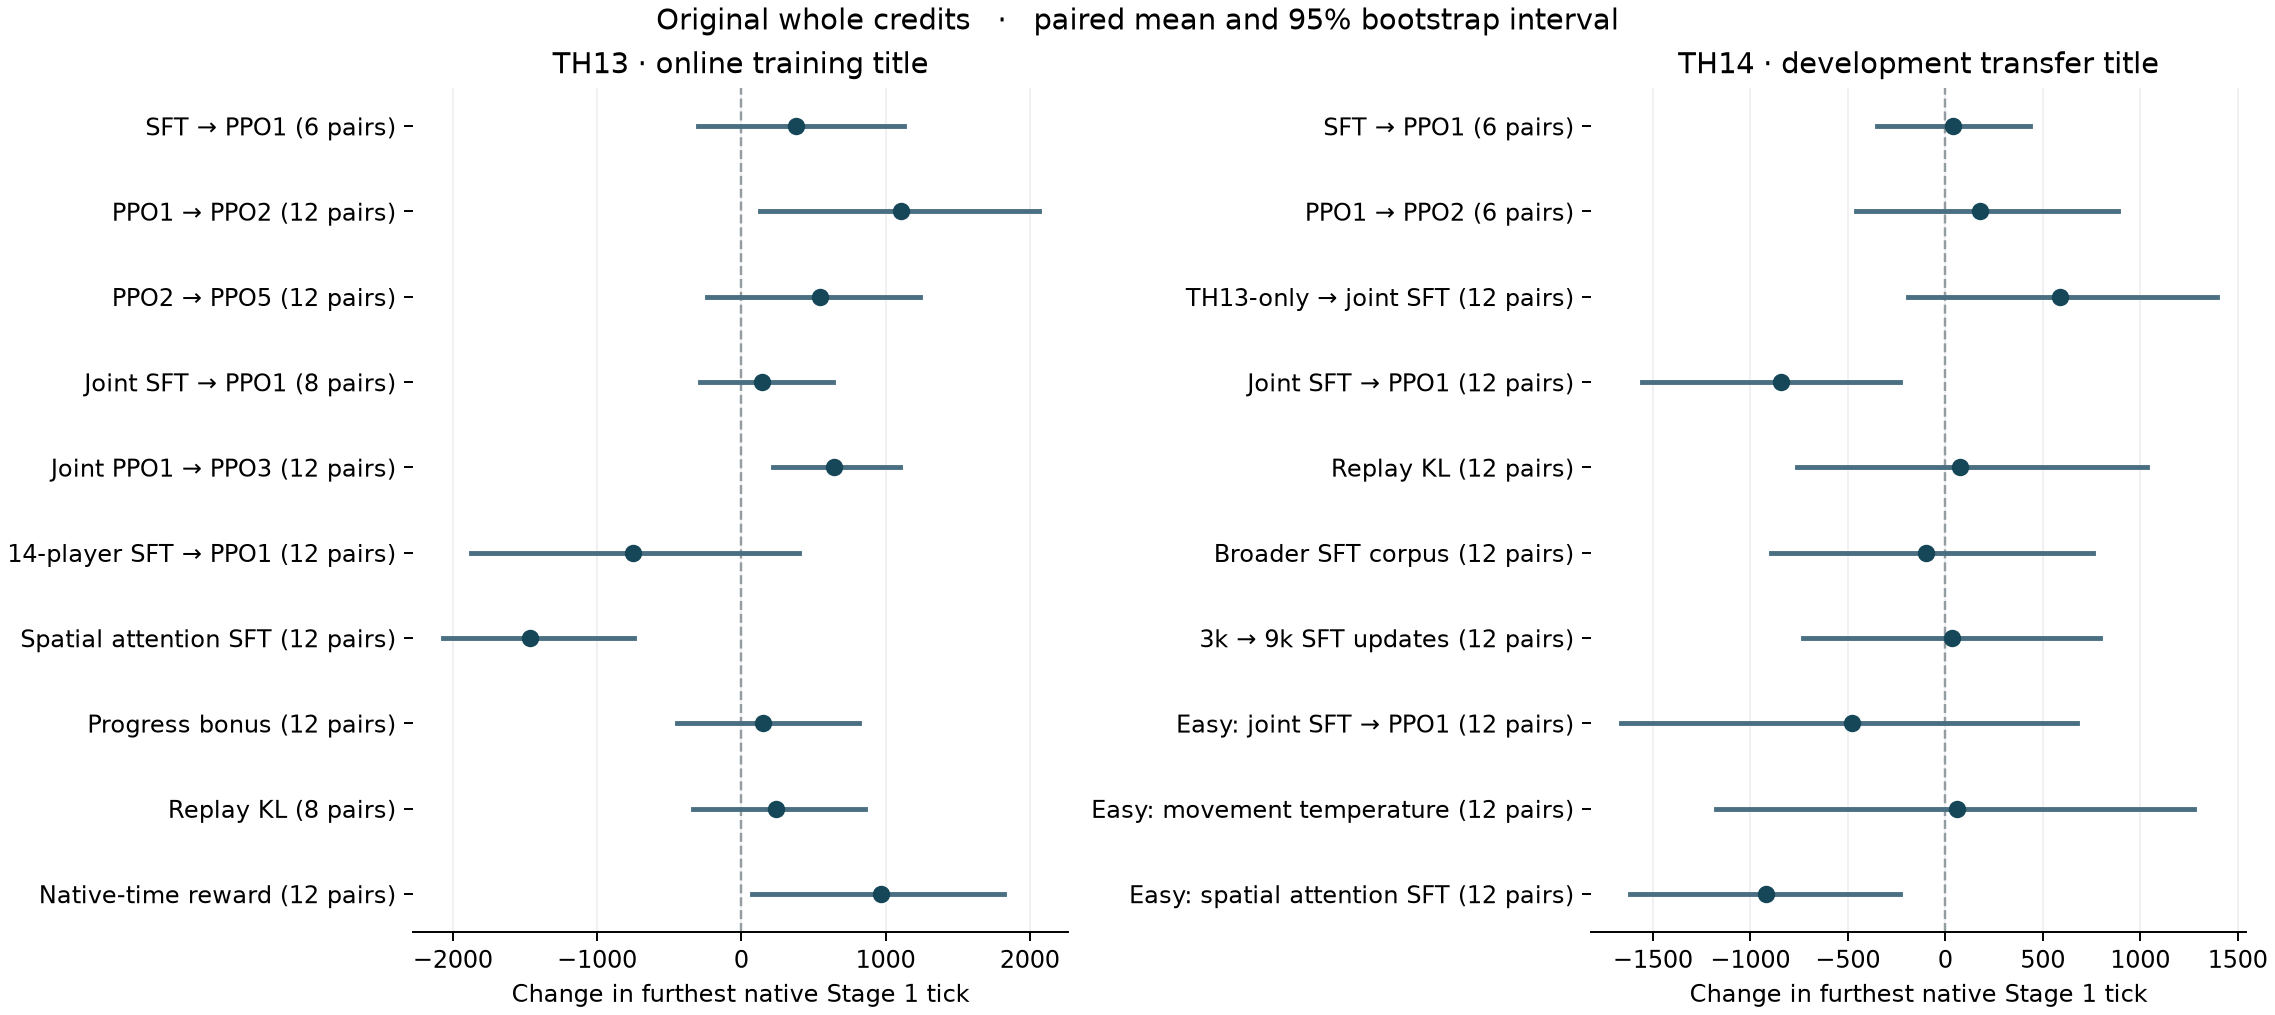 Original whole credits · paired mean and 95% bootstrap interval
TH13 · online training title
SFT → PPO1 (6 pairs)
PPO1 → PPO2 (12 pairs)
PPO2 → PPO5 (12 pairs)
Joint SFT → PPO1 (8 pairs)
Joint PPO1 → PPO3 (12 pairs)
14-player SFT → PPO1 (12 pairs)
Spatial attention SFT (12 pairs)
Progress bonus (12 pairs)
Replay KL (8 pairs)
Native-time reward (12 pairs)
−2000 −1000 0 1000 2000
Change in furthest native Stage 1 tick
TH14 · development transfer title
SFT → PPO1 (6 pairs)
PPO1 → PPO2 (6 pairs)
TH13-only → joint SFT (12 pairs)
Joint SFT → PPO1 (12 pairs)
Replay KL (12 pairs)
Broader SFT corpus (12 pairs)
3k → 9k SFT updates (12 pairs)
Easy: joint SFT → PPO1 (12 pairs)
Easy: movement temperature (12 pairs)
Easy: spatial attention SFT (12 pairs)
−1500 −1000 −500 0 500 1000 1500
Change in furthest native Stage 1 tick